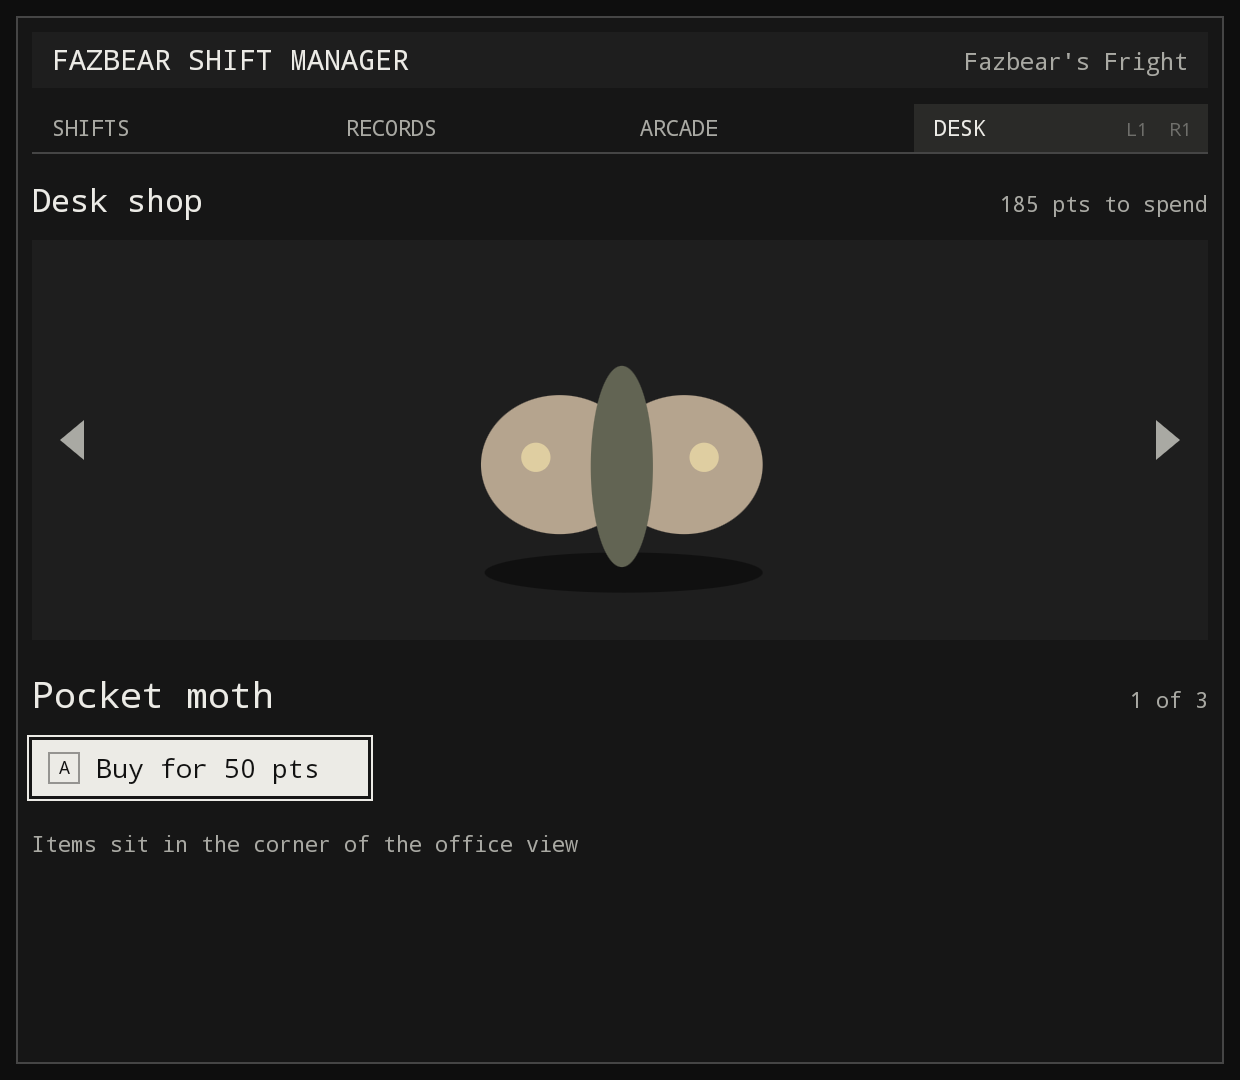 FAZBEAR SHIFT MANAGER
Fazbear's Fright
SHIFTS RECORDS ARCADE DESK L1 R1
Desk shop
185 pts to spend
Pocket moth
1 of 3
A Buy for 50 pts
Items sit in the corner of the office view